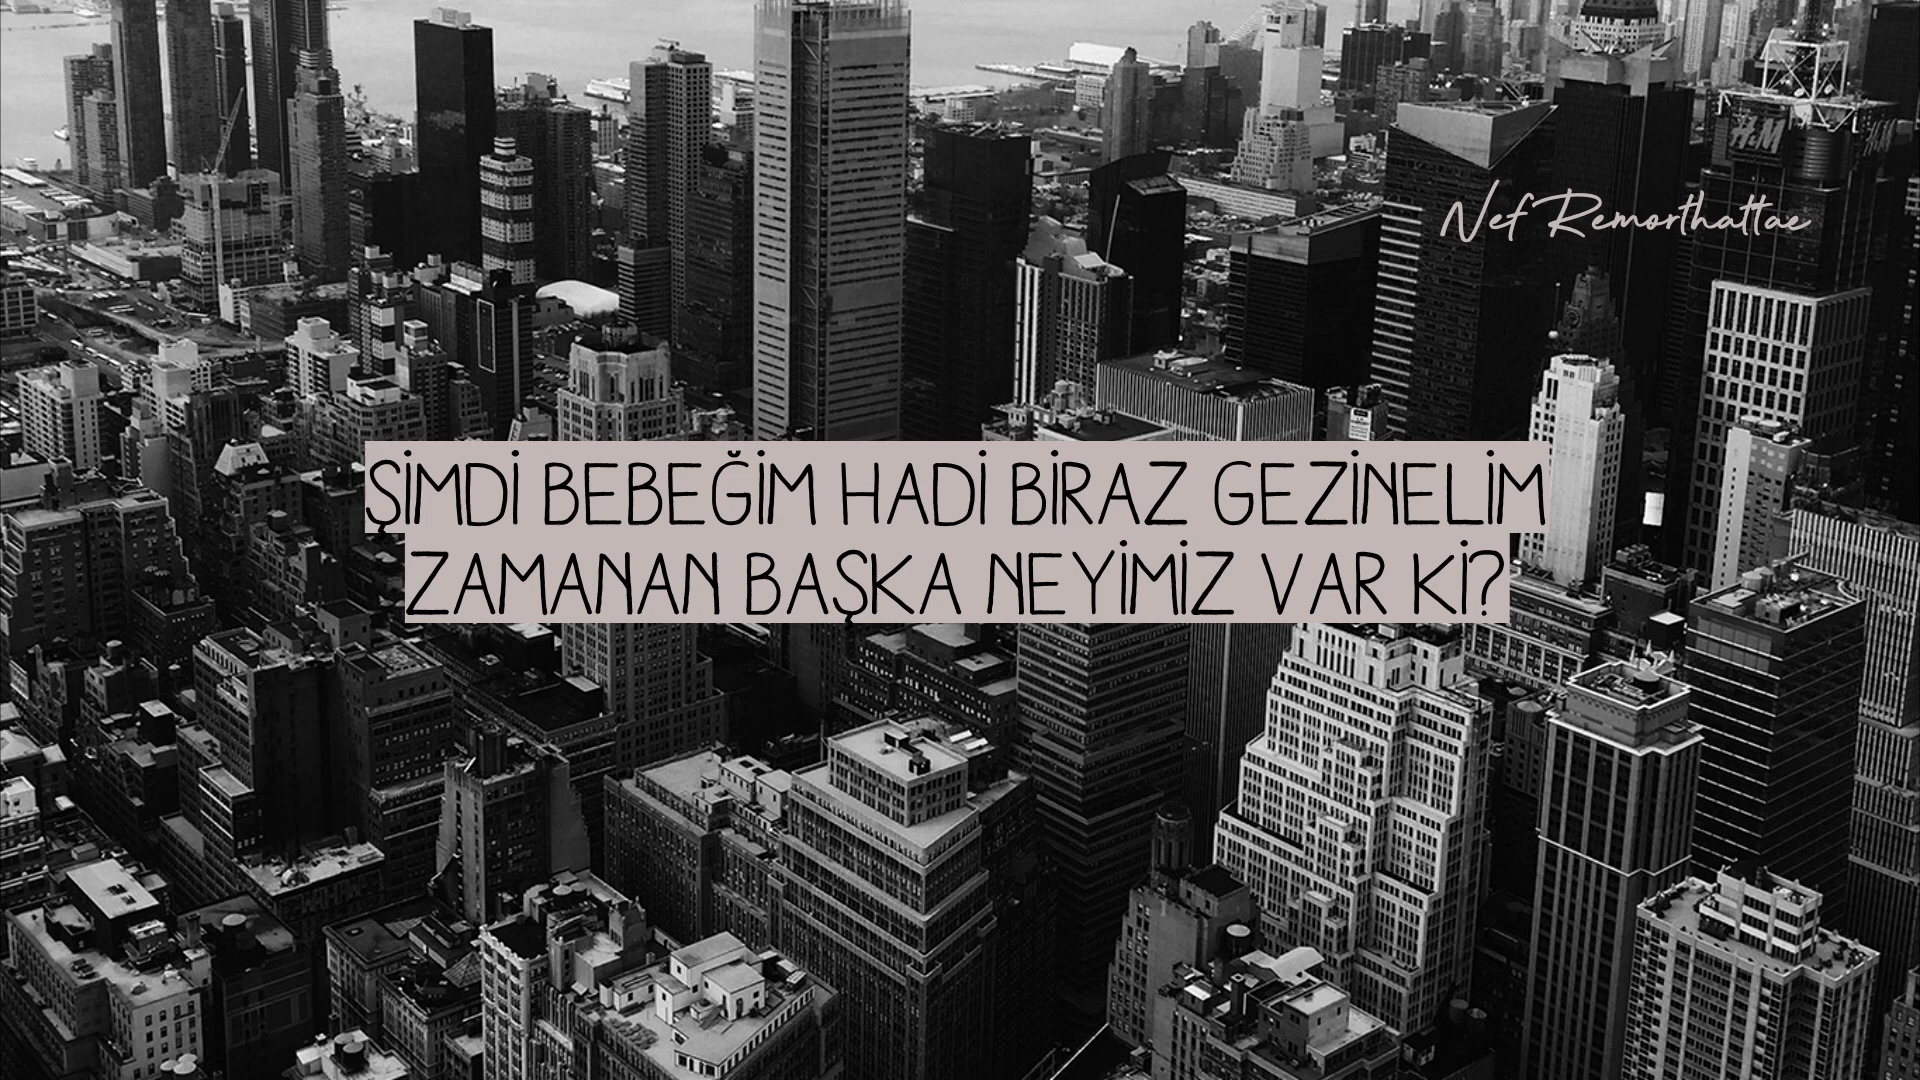 H&M
Nef Remorthattae
ŞİMDİ BEBEĞİM HADİ BİRAZ GEZİNELİM
ZAMANAN BAŞKA NEYİMİZ VAR Kİ?